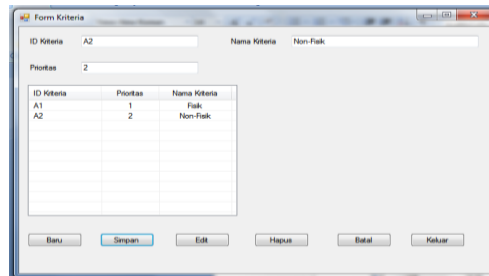 Form Kriteria
ID Kriteria A2 Nama Kriteria Non-Fisik
Prioritas 2
ID Kriteria Prioritas Nama Kriteria
A1 1 Fisik
A2 2 Non-Fisik
Baru Simpan Edit Hapus Batal Keluar